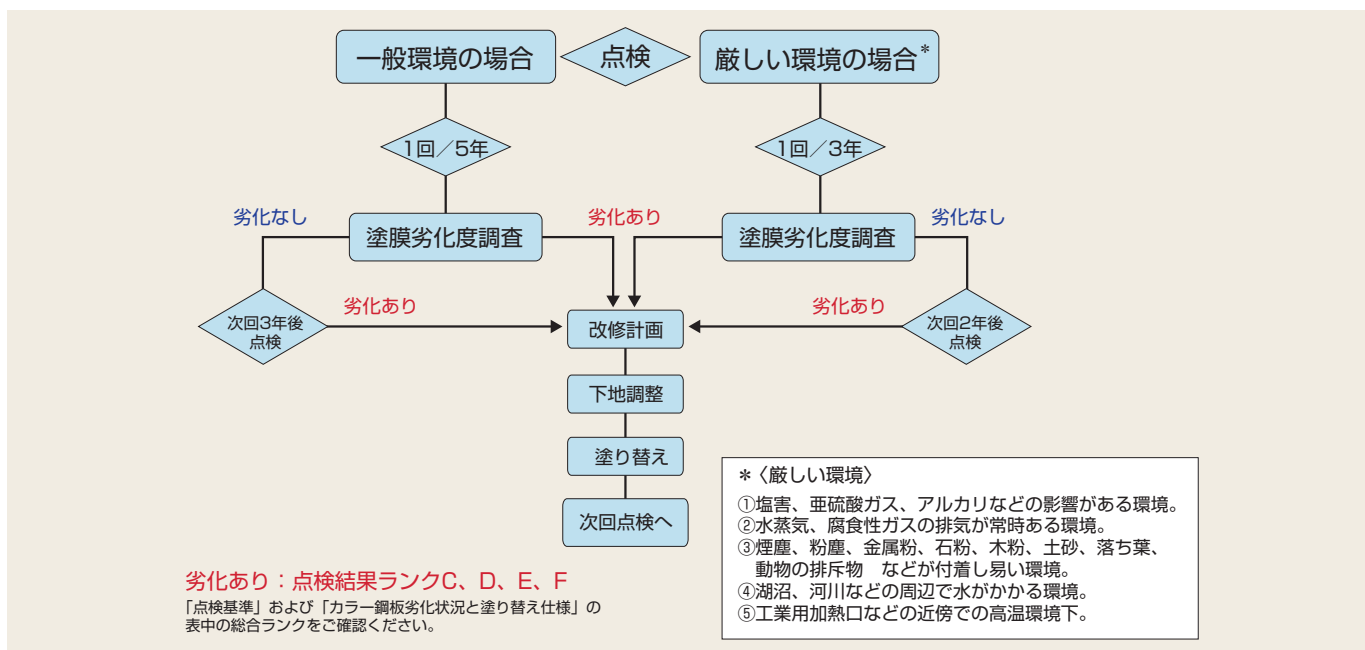 一般環境の場合
点検
厳しい環境の場合*
1回／5年
1回／3年
劣化なし
塗膜劣化度調査
劣化あり
塗膜劣化度調査
劣化なし
次回3年後
点検
劣化あり
改修計画
劣化あり
次回2年後
点検
下地調整
塗り替え
次回点検へ
劣化あり：点検結果ランクC、D、E、F
「点検基準」および「カラー鋼板劣化状況と塗り替え仕様」の
表中の総合ランクをご確認ください。
*〈厳しい環境〉
①塩害、亜硫酸ガス、アルカリなどの影響がある環境。
②水蒸気、腐食性ガスの排気が常時ある環境。
③煙塵、粉塵、金属粉、石粉、木粉、土砂、落ち葉、
動物の排斥物　などが付着し易い環境。
④湖沼、河川などの周辺で水がかかる環境。
⑤工業用加熱口などの近傍での高温環境下。